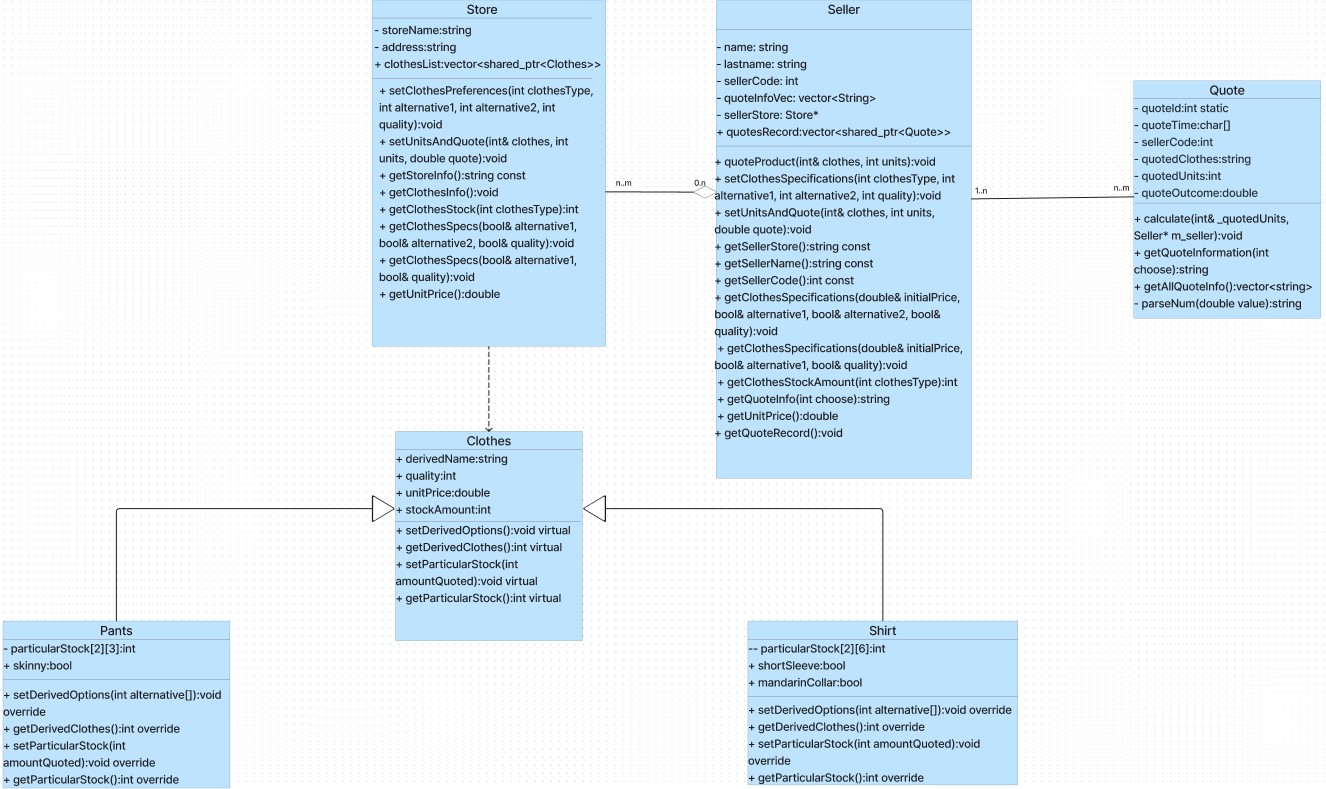 Store
- storeName:string
- address:string
+ clothesList:vector<shared_ptr<Clothes>>
+ setClothesPreferences(int clothesType,
int alternative1, int alternative2, int
quality):void
+ setUnitsAndQuote(int& clothes, int
units, double quote):void
+ getStoreInfo():string const
+ getClothesInfo():void
+ getClothesStock(int clothesType):int
+ getClothesSpecs(bool& alternative1,
bool& alternative2, bool& quality):void
+ getClothesSpecs(bool& alternative1,
bool& quality):void
+ getUnitPrice():double
n..m
0.n
Seller
- name: string
- lastname: string
- sellerCode: int
- quoteInfoVec: vector<String>
- sellerStore: Store*
+ quotesRecord:vector<shared_ptr<Quote>>
+ quoteProduct(int& clothes, int units):void
+ setClothesSpecifications(int clothesType, int
alternative1, int alternative2, int quality):void
+ setUnitsAndQuote(int& clothes, int units,
double quote):void
+ getSellerStore():string const
+ getSellerName():string const
+ getSellerCode():int const
+ getClothesSpecifications(double& initialPrice,
bool& alternative1, bool& alternative2, bool&
quality):void
+ getClothesSpecifications(double& initialPrice,
bool& alternative1, bool& quality):void
+ getClothesStockAmount(int clothesType):int
+ getQuoteInfo(int choose):string
+ getUnitPrice():double
+ getQuoteRecord():void
1..n
n..m
Quote
- quoteId:int static
- quoteTime:char[]
- sellerCode:int
- quotedClothes:string
- quotedUnits:int
- quoteOutcome:double
+ calculate(int& _quotedUnits,
Seller* m_seller):void
+ getQuoteInformation(int
choose):string
+ getAllQuoteInfo():vector<string>
- parseNum(double value):string
Clothes
+ derivedName:string
+ quality:int
+ unitPrice:double
+ stockAmount:int
+ setDerivedOptions():void virtual
+ getDerivedClothes():int virtual
+ setParticularStock(int
amountQuoted):void virtual
+ getParticularStock():int virtual
Pants
- particularStock[2][3]:int
+ skinny:bool
+ setDerivedOptions(int alternative[]):void
override
+ getDerivedClothes():int override
+ setParticularStock(int
amountQuoted):void override
+ getParticularStock():int override
Shirt
-- particularStock[2][6]:int
+ shortSleeve:bool
+ mandarinCollar:bool
+ setDerivedOptions(int alternative[]):void override
+ getDerivedClothes():int override
+ setParticularStock(int amountQuoted):void
override
+ getParticularStock():int override